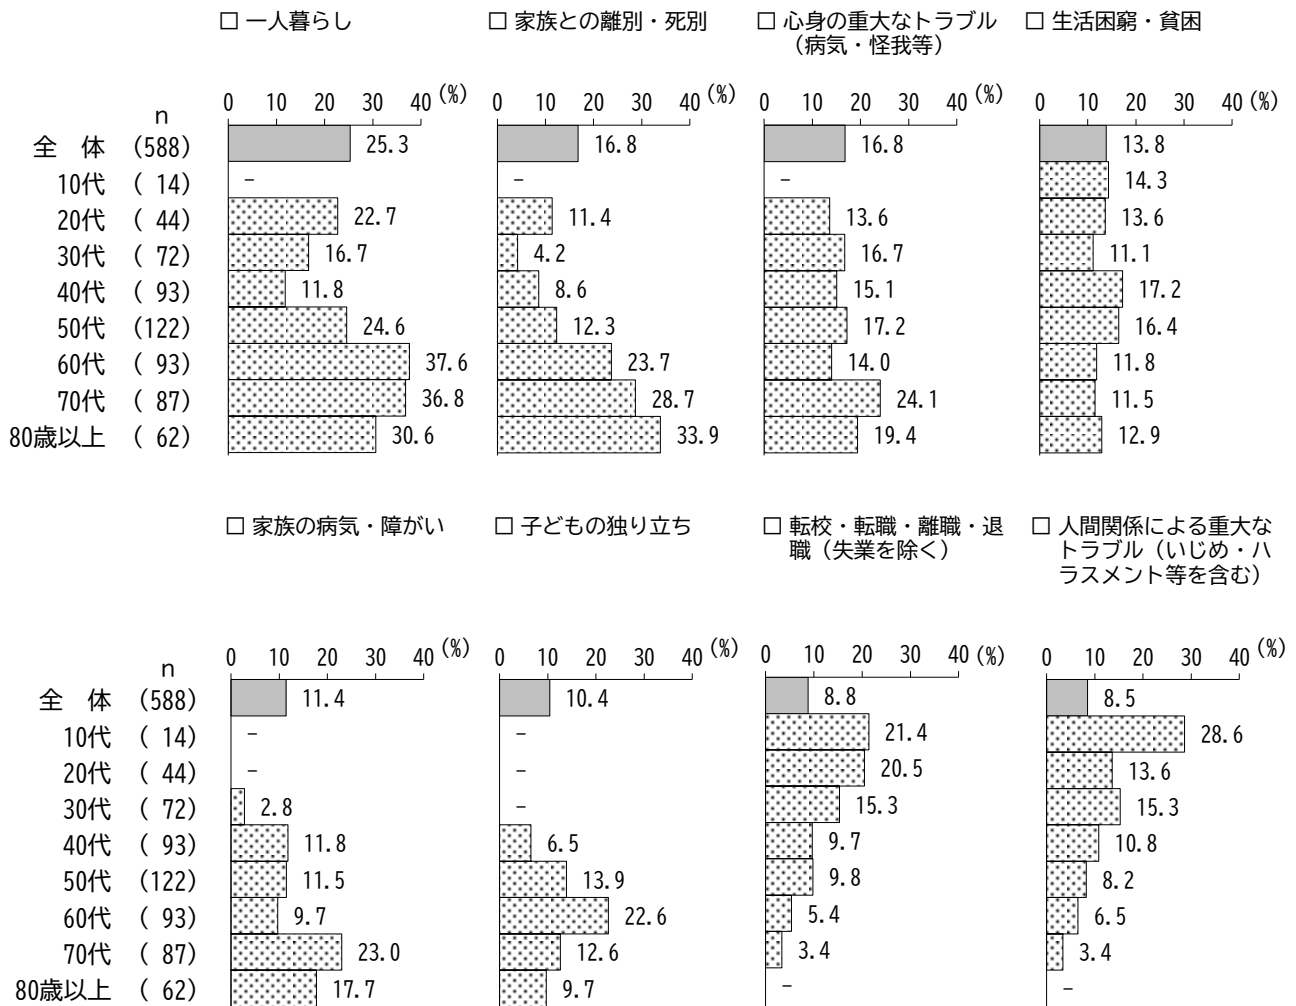 □ 一人暮らし □ 家族との離別・死別 □ 心身の重大なトラブル □ 生活困窮・貧困
（病気・怪我等）
0 10 20 30 40 (%) 0 10 20 30 40 (%) 0 10 20 30 40 (%) 0 10 20 30 40 (%)
n
全 体 (588) 25.3 16.8 16.8 13.8
10代 ( 14) － － － 14.3
20代 ( 44) 22.7 11.4 13.6 13.6
30代 ( 72) 16.7 4.2 16.7 11.1
40代 ( 93) 11.8 8.6 15.1 17.2
50代 (122) 24.6 12.3 17.2 16.4
60代 ( 93) 37.6 23.7 14.0 11.8
70代 ( 87) 36.8 28.7 24.1 11.5
80歳以上 ( 62) 30.6 33.9 19.4 12.9
□ 家族の病気・障がい □ 子どもの独り立ち □ 転校・転職・離職・退 □ 人間関係による重大な
職（失業を除く） トラブル（いじめ・ハ
ラスメント等を含む）
0 10 20 30 40 (%) 0 10 20 30 40 (%) 0 10 20 30 40 (%) 0 10 20 30 40 (%)
n
全 体 (588) 11.4 10.4 8.8 8.5
10代 ( 14) － － 21.4 28.6
20代 ( 44) － － 20.5 13.6
30代 ( 72) 2.8 － 15.3 15.3
40代 ( 93) 11.8 6.5 9.7 10.8
50代 (122) 11.5 13.9 9.8 8.2
60代 ( 93) 9.7 22.6 5.4 6.5
70代 ( 87) 23.0 12.6 3.4 3.4
80歳以上 ( 62) 17.7 9.7 － －